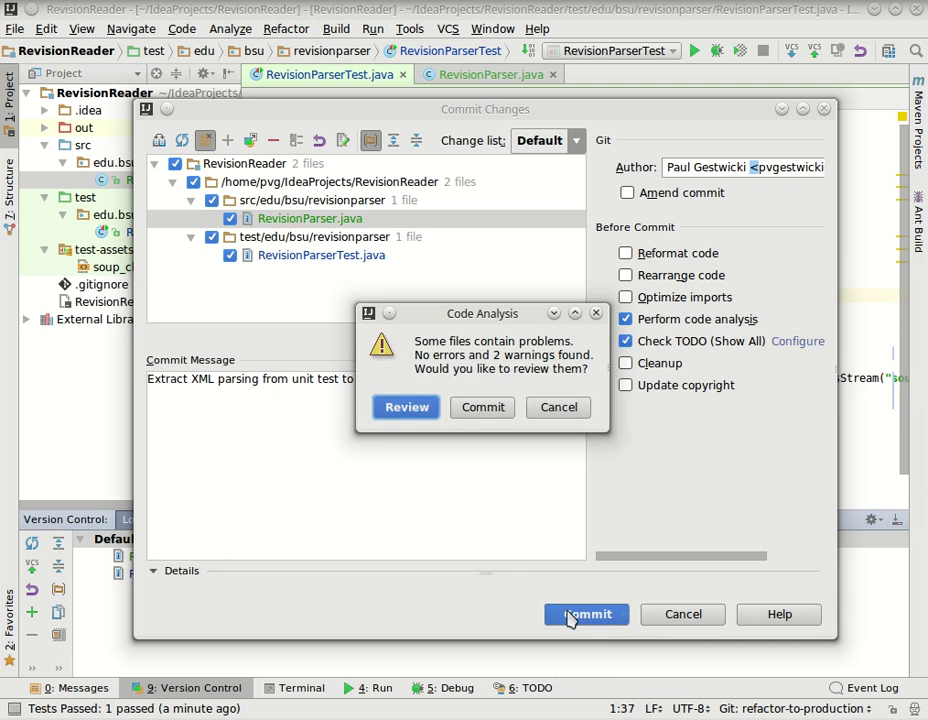 RevisionReader - [~/IdeaProjects/RevisionReader] - [RevisionReader] - ~/IdeaProjects/RevisionReader/test/edu/bsu/revisionparser/RevisionParserTest.java - I...
File Edit View Navigate Code Analyze Refactor Build Run Tools VCS Window Help
RevisionReader test edu bsu revisionparser RevisionParserTest RevisionParserTest VCS VCS
Project RevisionParserTest.java RevisionParser.java
1: Project
7: Structure
2: Favorites
Maven Projects
Ant Build
RevisionReader ~/IdeaProjects/
.idea
out
src
edu.bs
test
edu.bs
test-assets
soup_cl
.gitignore
RevisionRe
External Libra
Commit Changes
Change list: Default
RevisionReader 2 files
/home/pvg/IdeaProjects/RevisionReader 2 files
src/edu/bsu/revisionparser 1 file
RevisionParser.java
test/edu/bsu/revisionparser 1 file
RevisionParserTest.java
Git
Author: Paul Gestwicki <pvgestwicki
Amend commit
Before Commit
Reformat code
Rearrange code
Optimize imports
Perform code analysis
Check TODO (Show All) Configure
Cleanup
Update copyright
Commit Message
Extract XML parsing from unit test to
Code Analysis
Some files contain problems.
No errors and 2 warnings found.
Would you like to review them?
Review Commit Cancel
Details
Commit Cancel Help
Version Control:
Defaul
VCS
0: Messages 9: Version Control Terminal 4: Run 5: Debug 6: TODO Event Log
Tests Passed: 1 passed (a minute ago) 1:37 LF UTF-8 Git: refactor-to-production